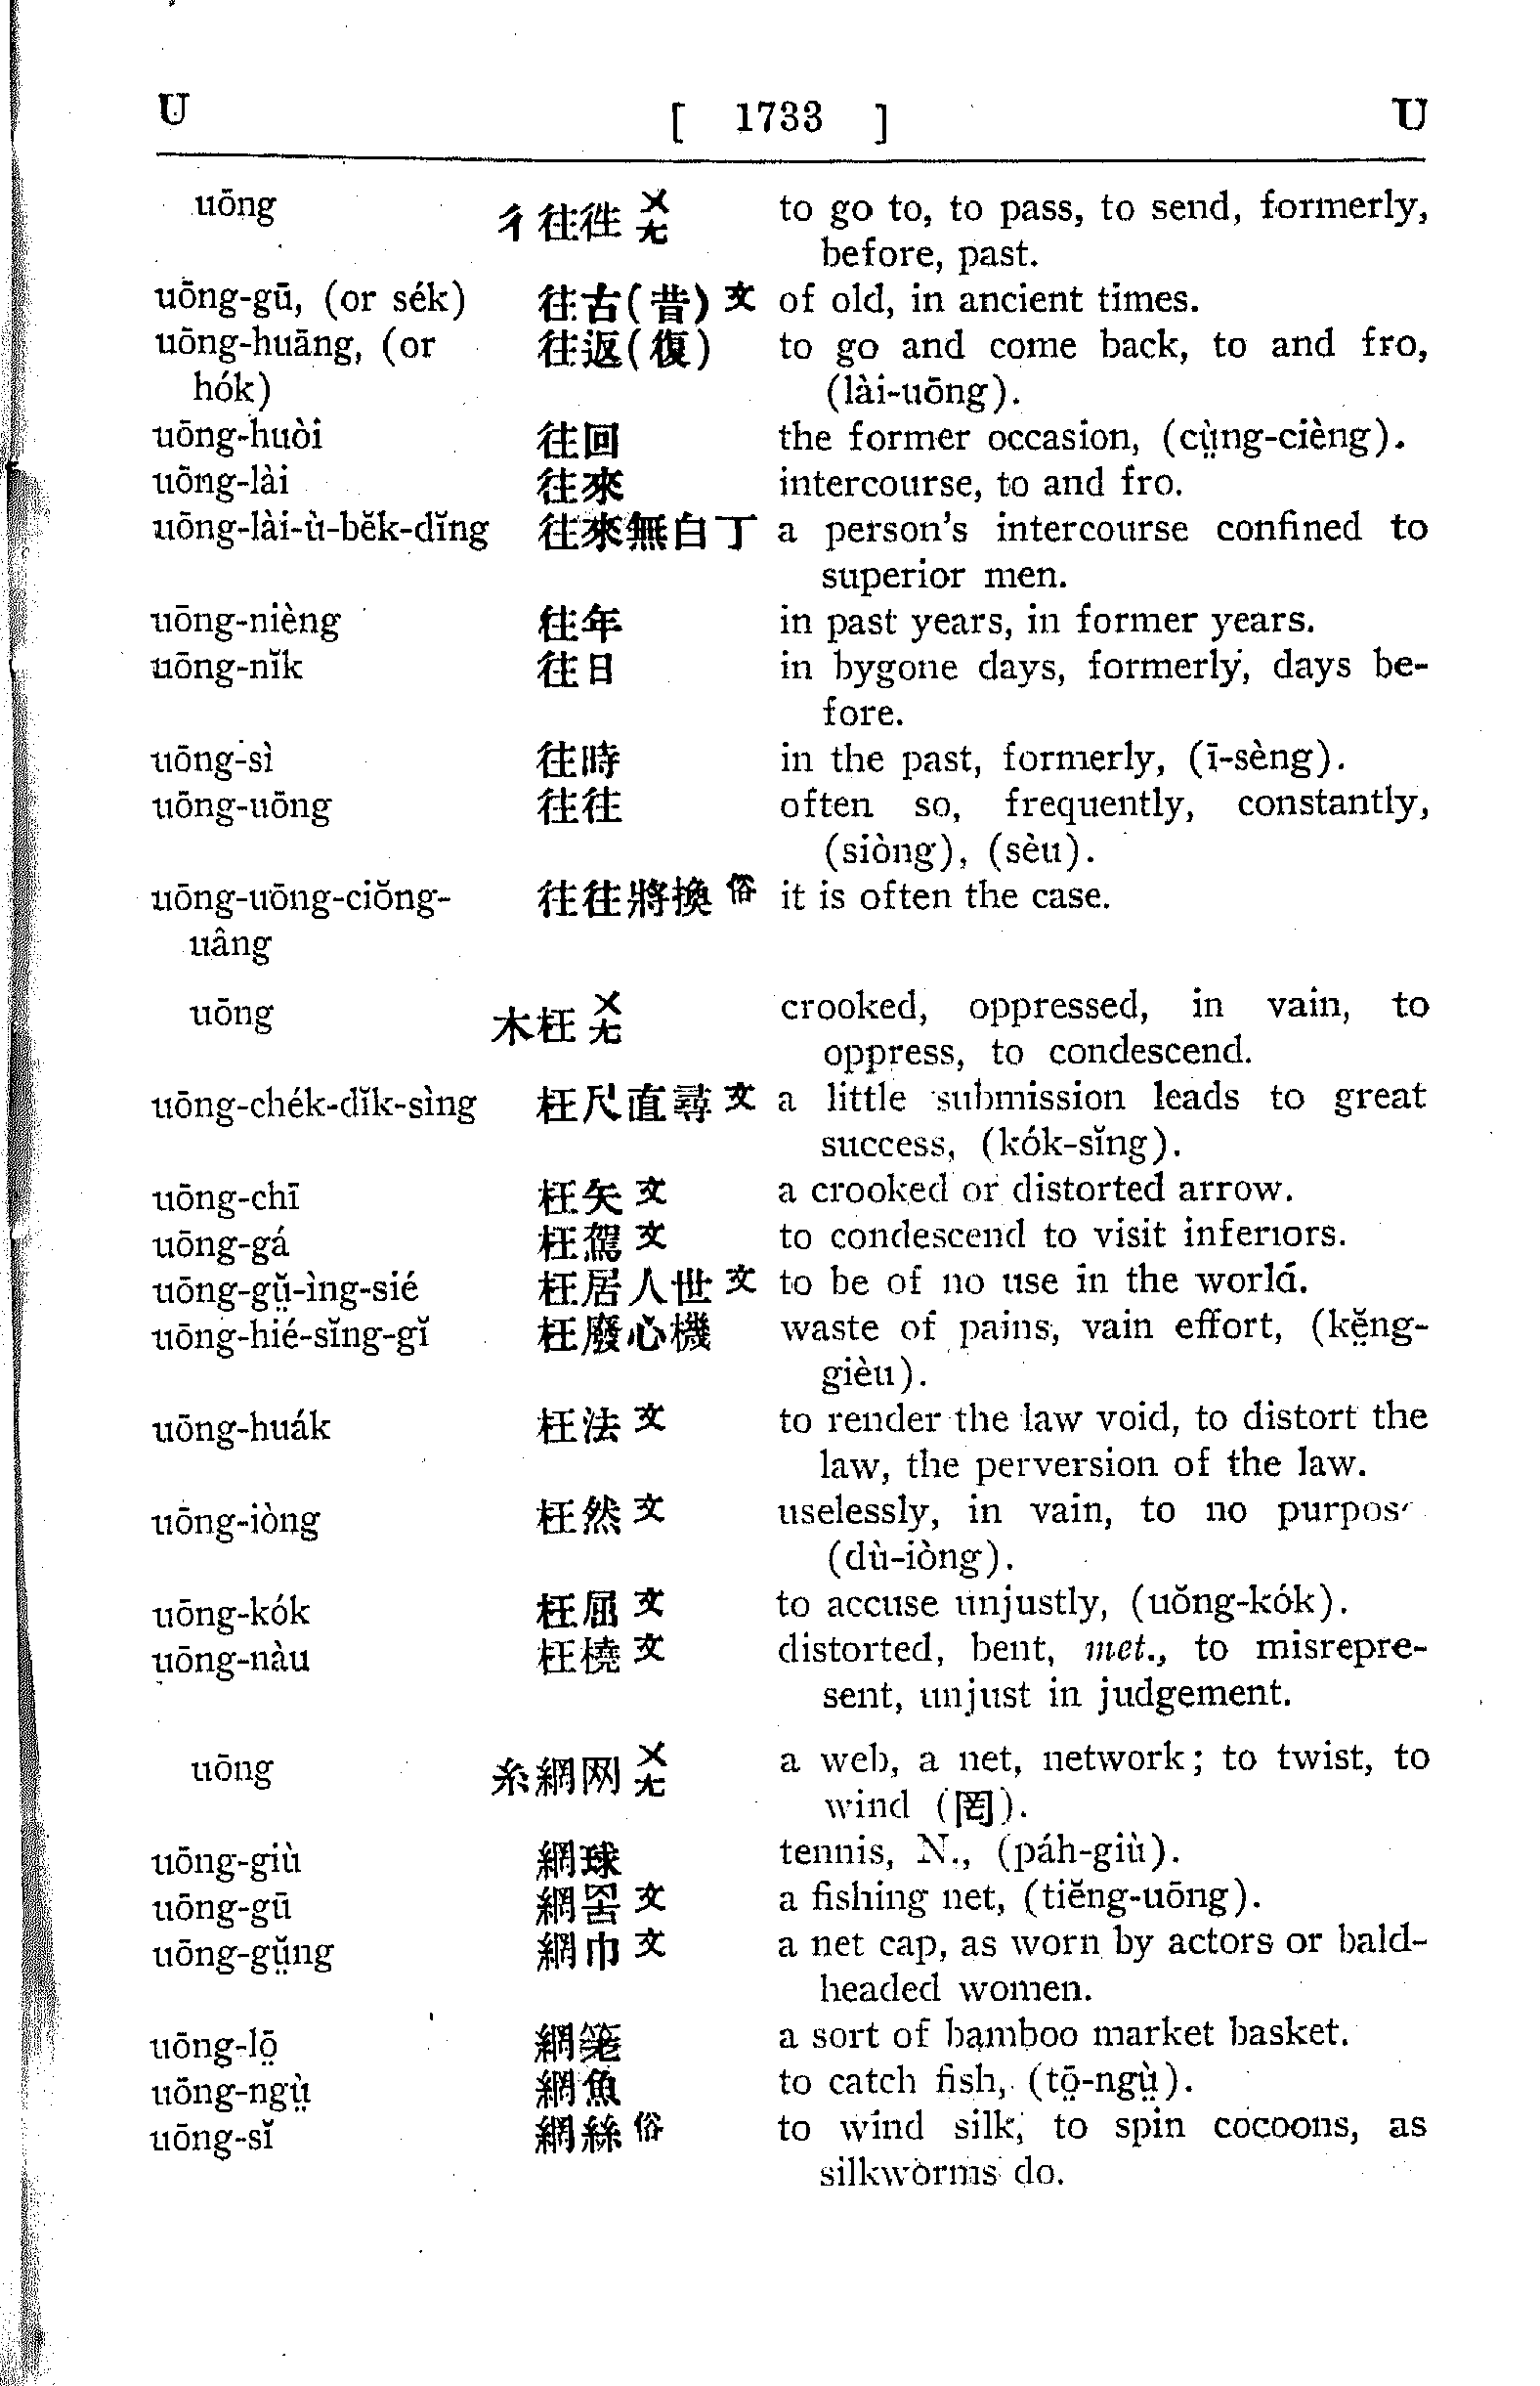 U [ 1733 ] U
uōng 彳 往徃 ㄨㄤ to go to, to pass, to send, formerly,
before, past.
uōng-gū, (or sék) 往古(昔) 文 of old, in ancient times.
uōng-huāng, (or 往返(復) to go and come back, to and fro,
hók) (lài-uōng).
uōng-huòi 往回 the former occasion, (cṳ̀ng-cièng).
uōng-lài 往來 intercourse, to and fro.
uōng-lài-ù-bĕk-dĭng 往來無白丁 a person's intercourse confined to
superior men.
uōng-nièng 往年 in past years, in former years.
uōng-nĭk 往日 in bygone days, formerly, days be-
fore.
uōng-sì 往時 in the past, formerly, (ī-sèng).
uōng-uōng 往往 often so, frequently, constantly,
(siòng), (sèu).
uōng-uōng-ciŏng- 往往將換 俗 it is often the case.
uâng
uōng 木 枉 ㄨㄤ crooked, oppressed, in vain, to
oppress, to condescend.
uōng-chék-dĭk-sìng 枉尺直尋 文 a little submission leads to great
success, (kók-sĭng).
uōng-chī 枉矢 文 a crooked or distorted arrow.
uōng-gá 枉駕 文 to condescend to visit inferiors.
uōng-gṳ̆-ìng-sié 枉居人世 文 to be of no use in the world.
uōng-hié-sĭng-gĭ 枉廢心機 waste of pains, vain effort, (kĕ̤ng-
gièu).
uōng-huák 枉法 文 to render the law void, to distort the
law, the perversion of the law.
uōng-iòng 枉然 文 uselessly, in vain, to no purpos
(dù-iòng).
uōng-kók 枉屈 文 to accuse unjustly, (uŏng-kók).
uōng-nàu 枉橈 文 distorted, bent, met., to misrepre-
sent, unjust in judgement.
uōng 糸 網网 ㄨㄤ a web, a net, network; to twist, to
wind (罔).
uōng-giù 網球 tennis, N., (páh-giù).
uōng-gū 網罟 文 a fishing net, (tiĕng-uōng).
uōng-gṳ̆ng 網巾 文 a net cap, as worn by actors or bald-
headed women.
uōng-lō̤ 網荖 a sort of bamboo market basket.
uōng-ngṳ̀ 網魚 to catch fish, (tō̤-ngṳ̀).
uōng-sĭ 網絲 俗 to wind silk, to spin cocoons, as
silkworms do.